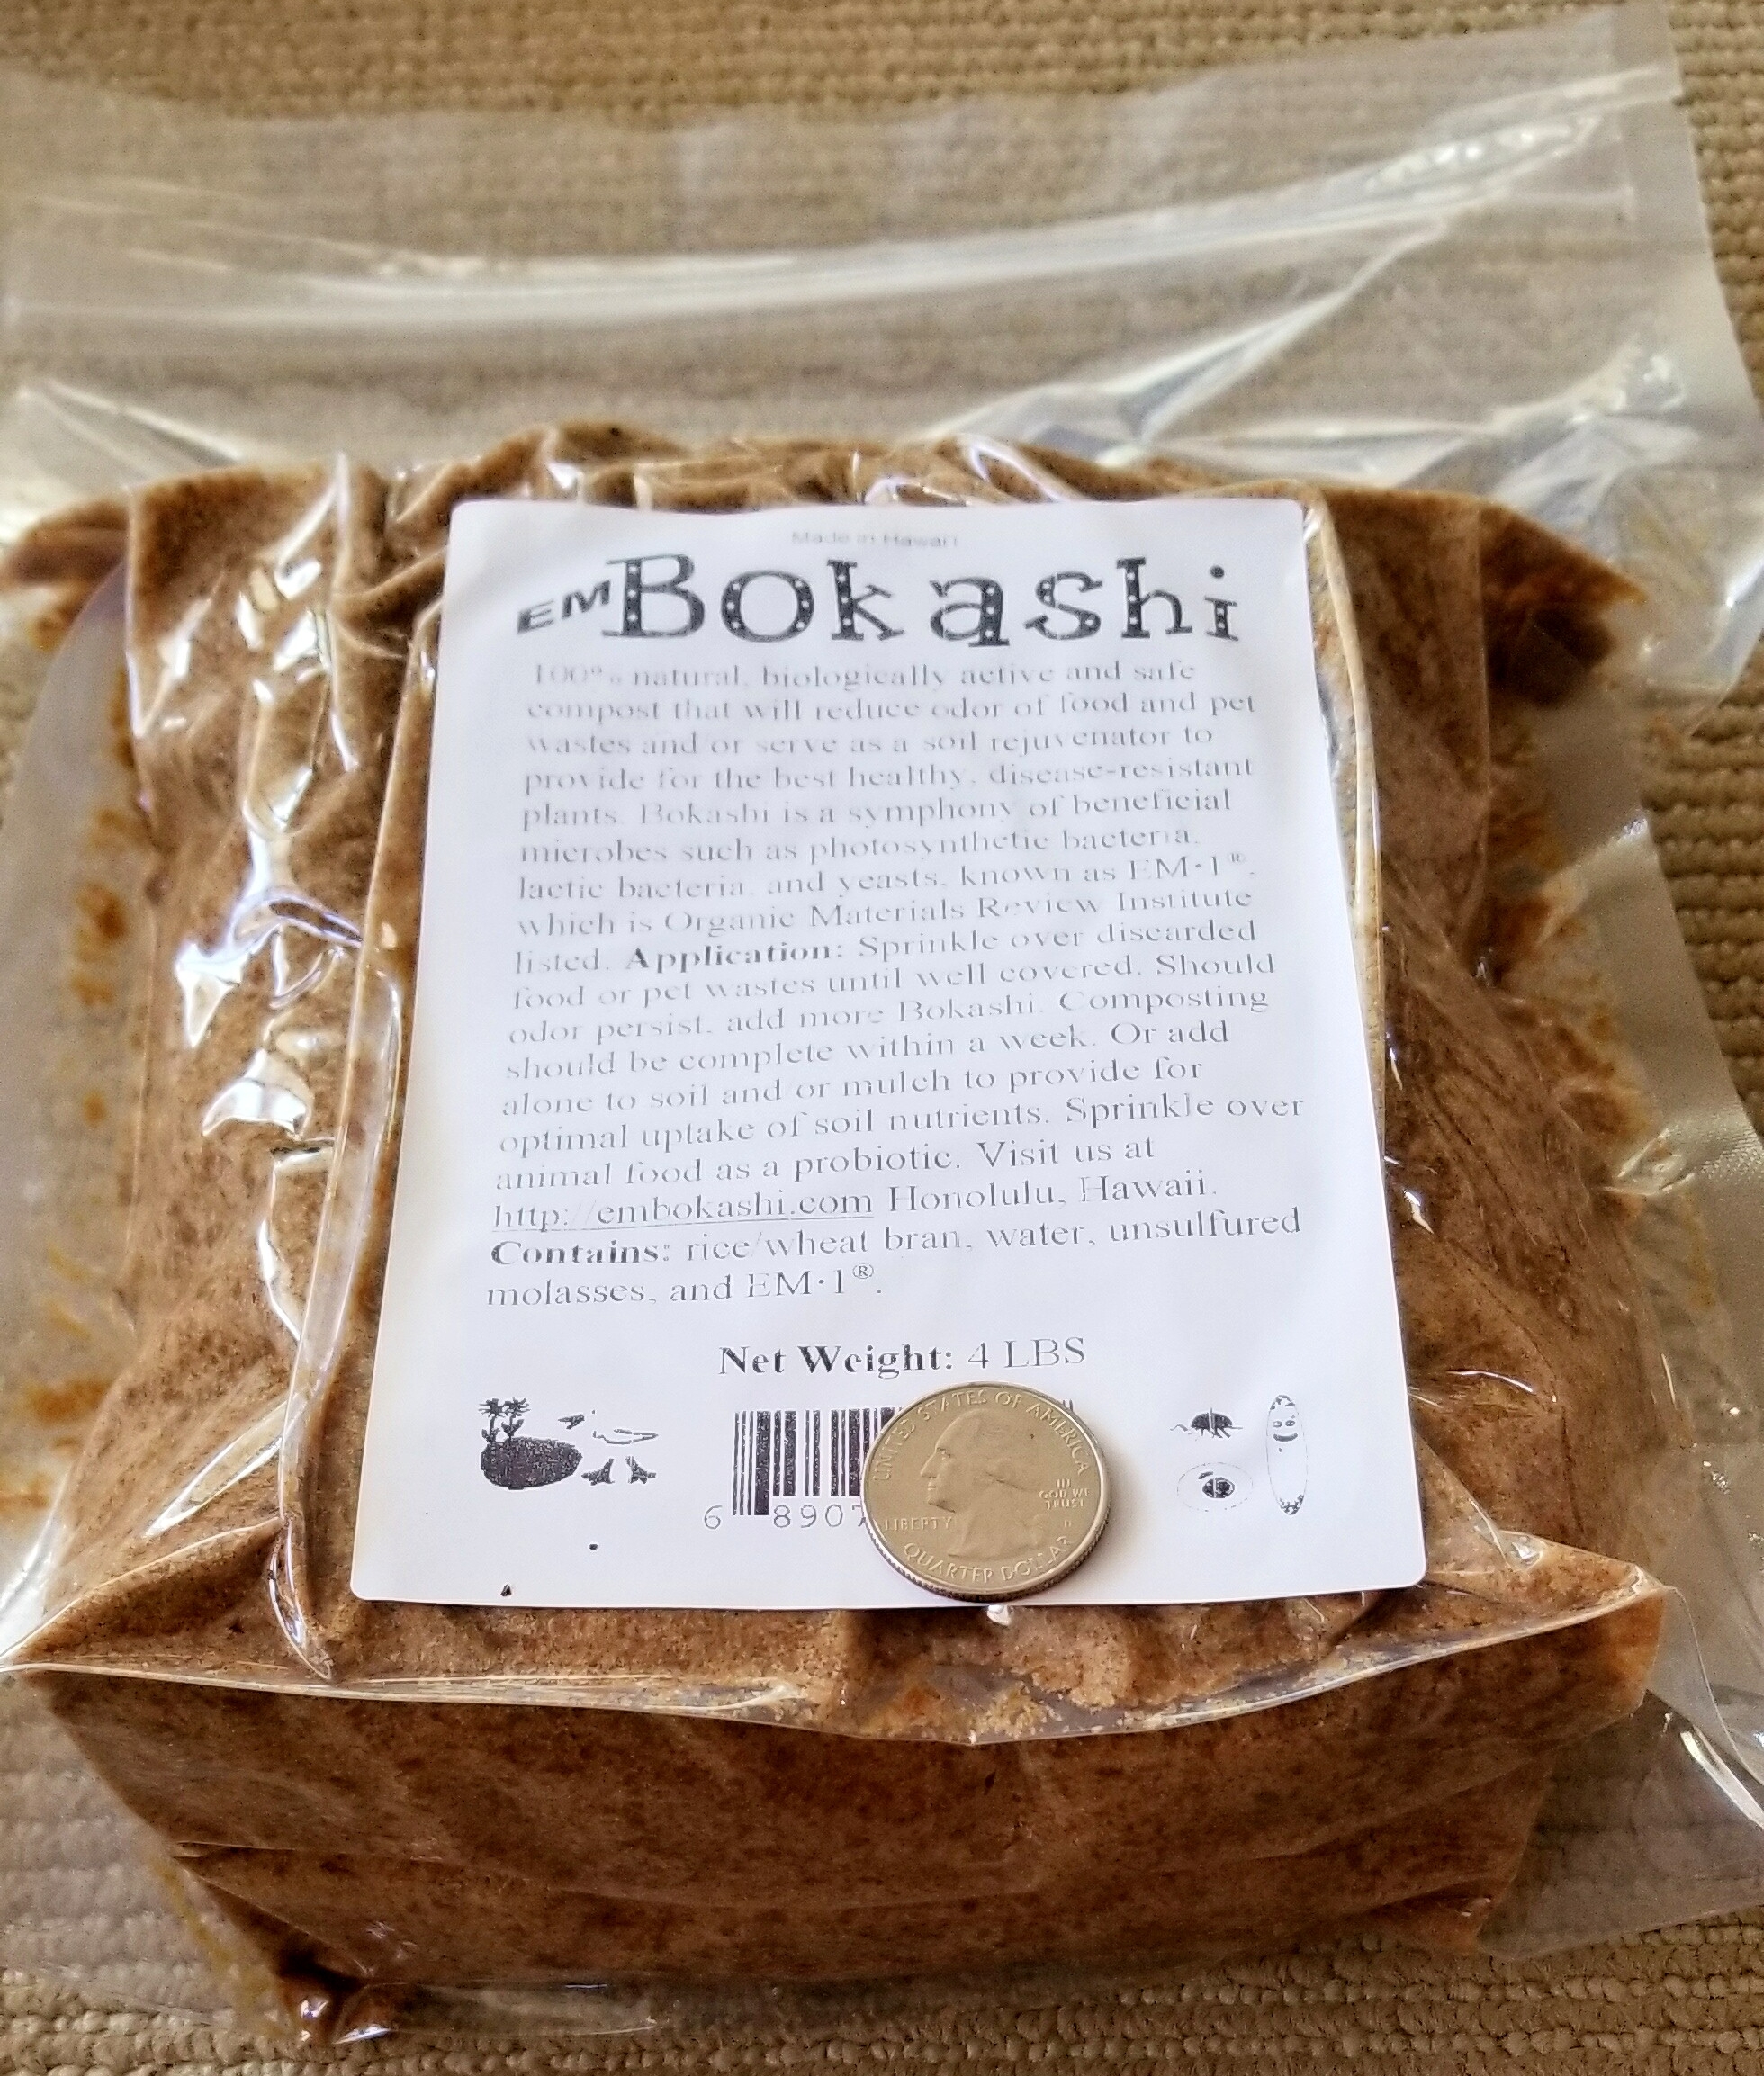 Made in Hawaii
EM Bokashi
100% natural, biologically active and safe
compost that will reduce odor of food and pet
wastes and/or serve as a soil rejuvenator to
provide for the best healthy, disease-resistant
plants. Bokashi is a symphony of beneficial
microbes such as photosynthetic bacteria,
lactic bacteria, and yeasts, known as EM·1®,
which is Organic Materials Review Institute
listed. Application: Sprinkle over discarded
food or pet wastes until well covered. Should
odor persist, add more Bokashi. Composting
should be complete within a week. Or add
alone to soil and/or mulch to provide for
optimal uptake of soil nutrients. Sprinkle over
animal food as a probiotic. Visit us at
http://embokashi.com Honolulu, Hawaii.
Contains: rice/wheat bran, water, unsulfured
molasses, and EM·1®.
Net Weight: 4 LBS
6 8907
UNITED STATES OF AMERICA
IN
GOD WE
TRUST
LIBERTY
D
QUARTER DOLLAR